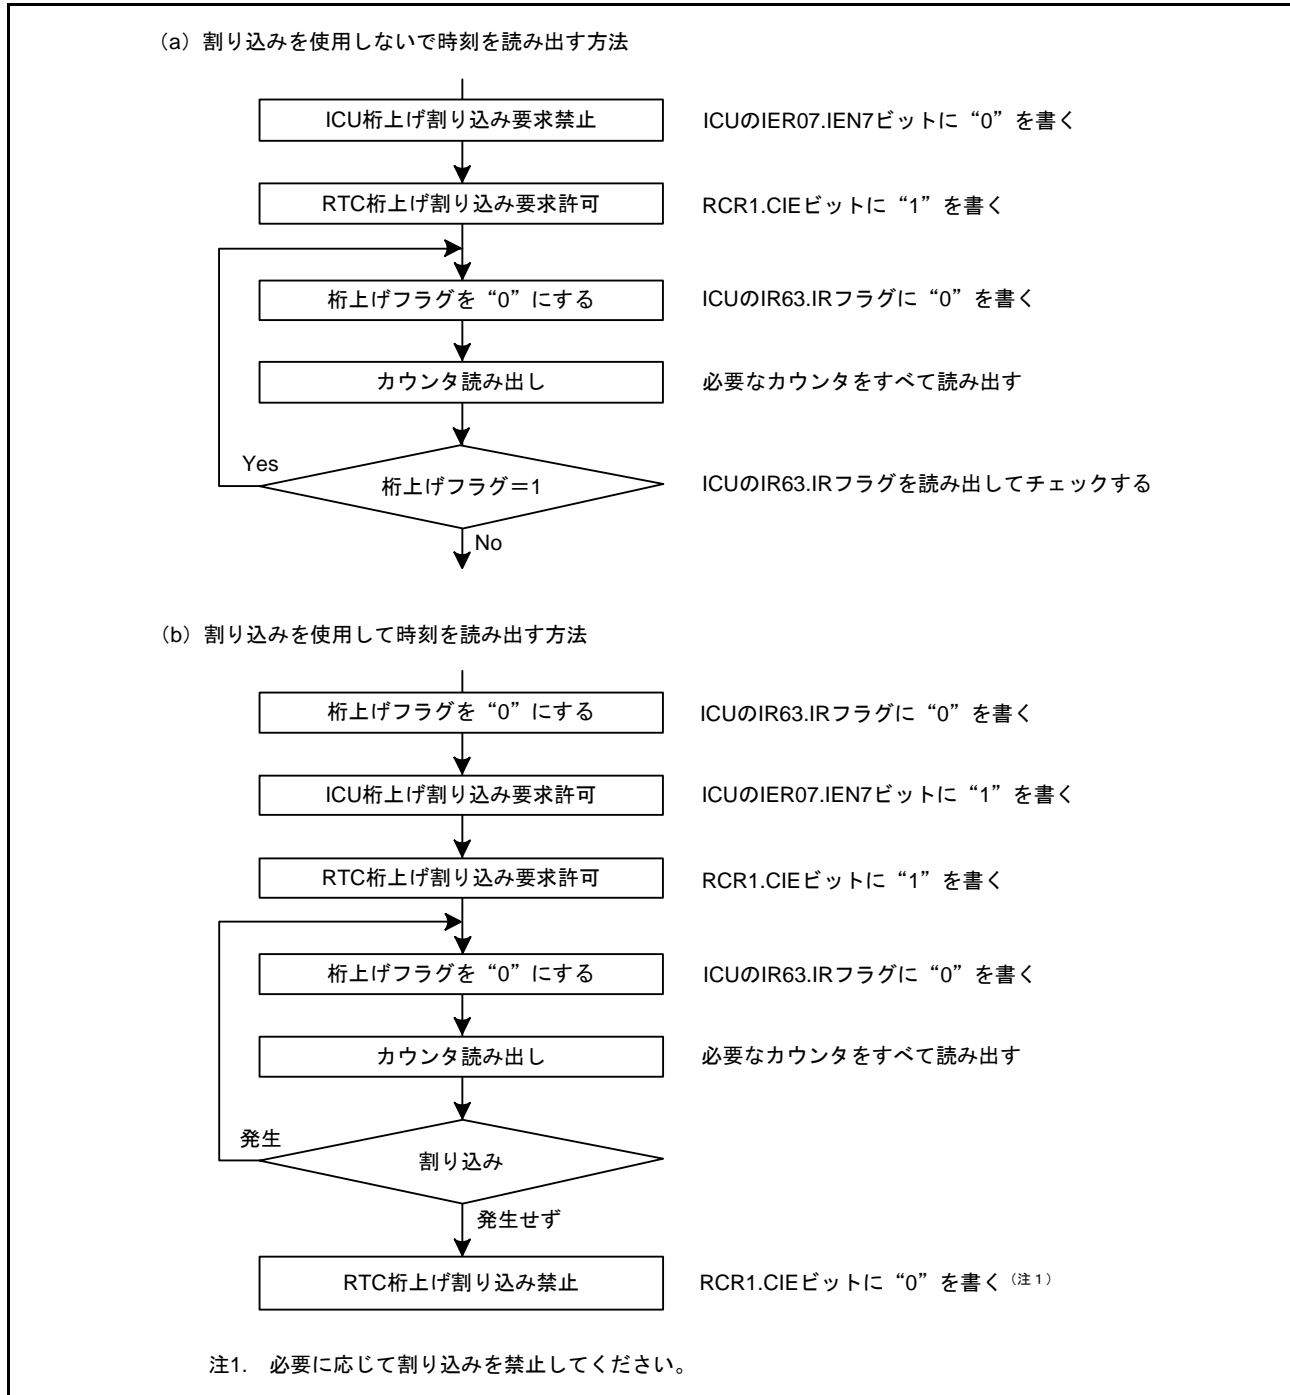 (a) 割り込みを使用しないで時刻を読み出す方法
ICU桁上げ割り込み要求禁止
ICUのIER07.IEN7ビットに“0”を書く
RTC桁上げ割り込み要求許可
RCR1.CIEビットに“1”を書く
桁上げフラグを“0”にする
ICUのIR63.IRフラグに“0”を書く
カウンタ読み出し
必要なカウンタをすべて読み出す
Yes
桁上げフラグ＝1
ICUのIR63.IRフラグを読み出してチェックする
No
(b) 割り込みを使用して時刻を読み出す方法
桁上げフラグを“0”にする
ICUのIR63.IRフラグに“0”を書く
ICU桁上げ割り込み要求許可
ICUのIER07.IEN7ビットに“1”を書く
RTC桁上げ割り込み要求許可
RCR1.CIEビットに“1”を書く
桁上げフラグを“0”にする
ICUのIR63.IRフラグに“0”を書く
カウンタ読み出し
必要なカウンタをすべて読み出す
発生
割り込み
発生せず
RTC桁上げ割り込み禁止
RCR1.CIEビットに“0”を書く（注1）
注1. 必要に応じて割り込みを禁止してください。